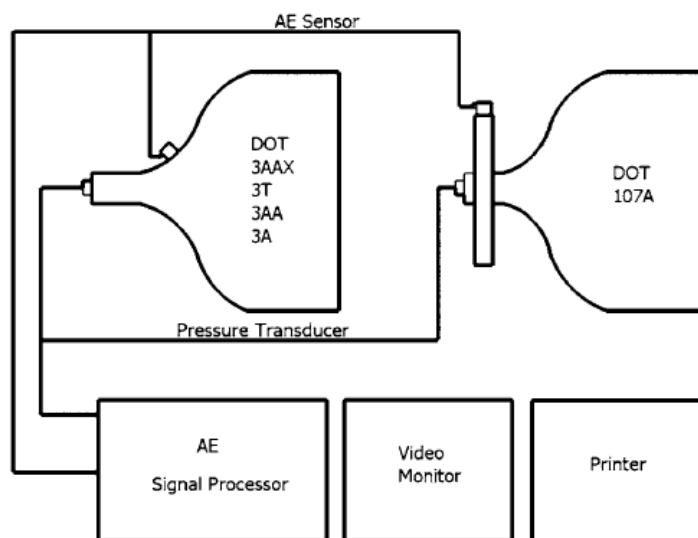 AE Sensor
DOT
3AAX
3T
3AA
3A
DOT
107A
Pressure Transducer
AE
Signal Processor
Video
Monitor
Printer